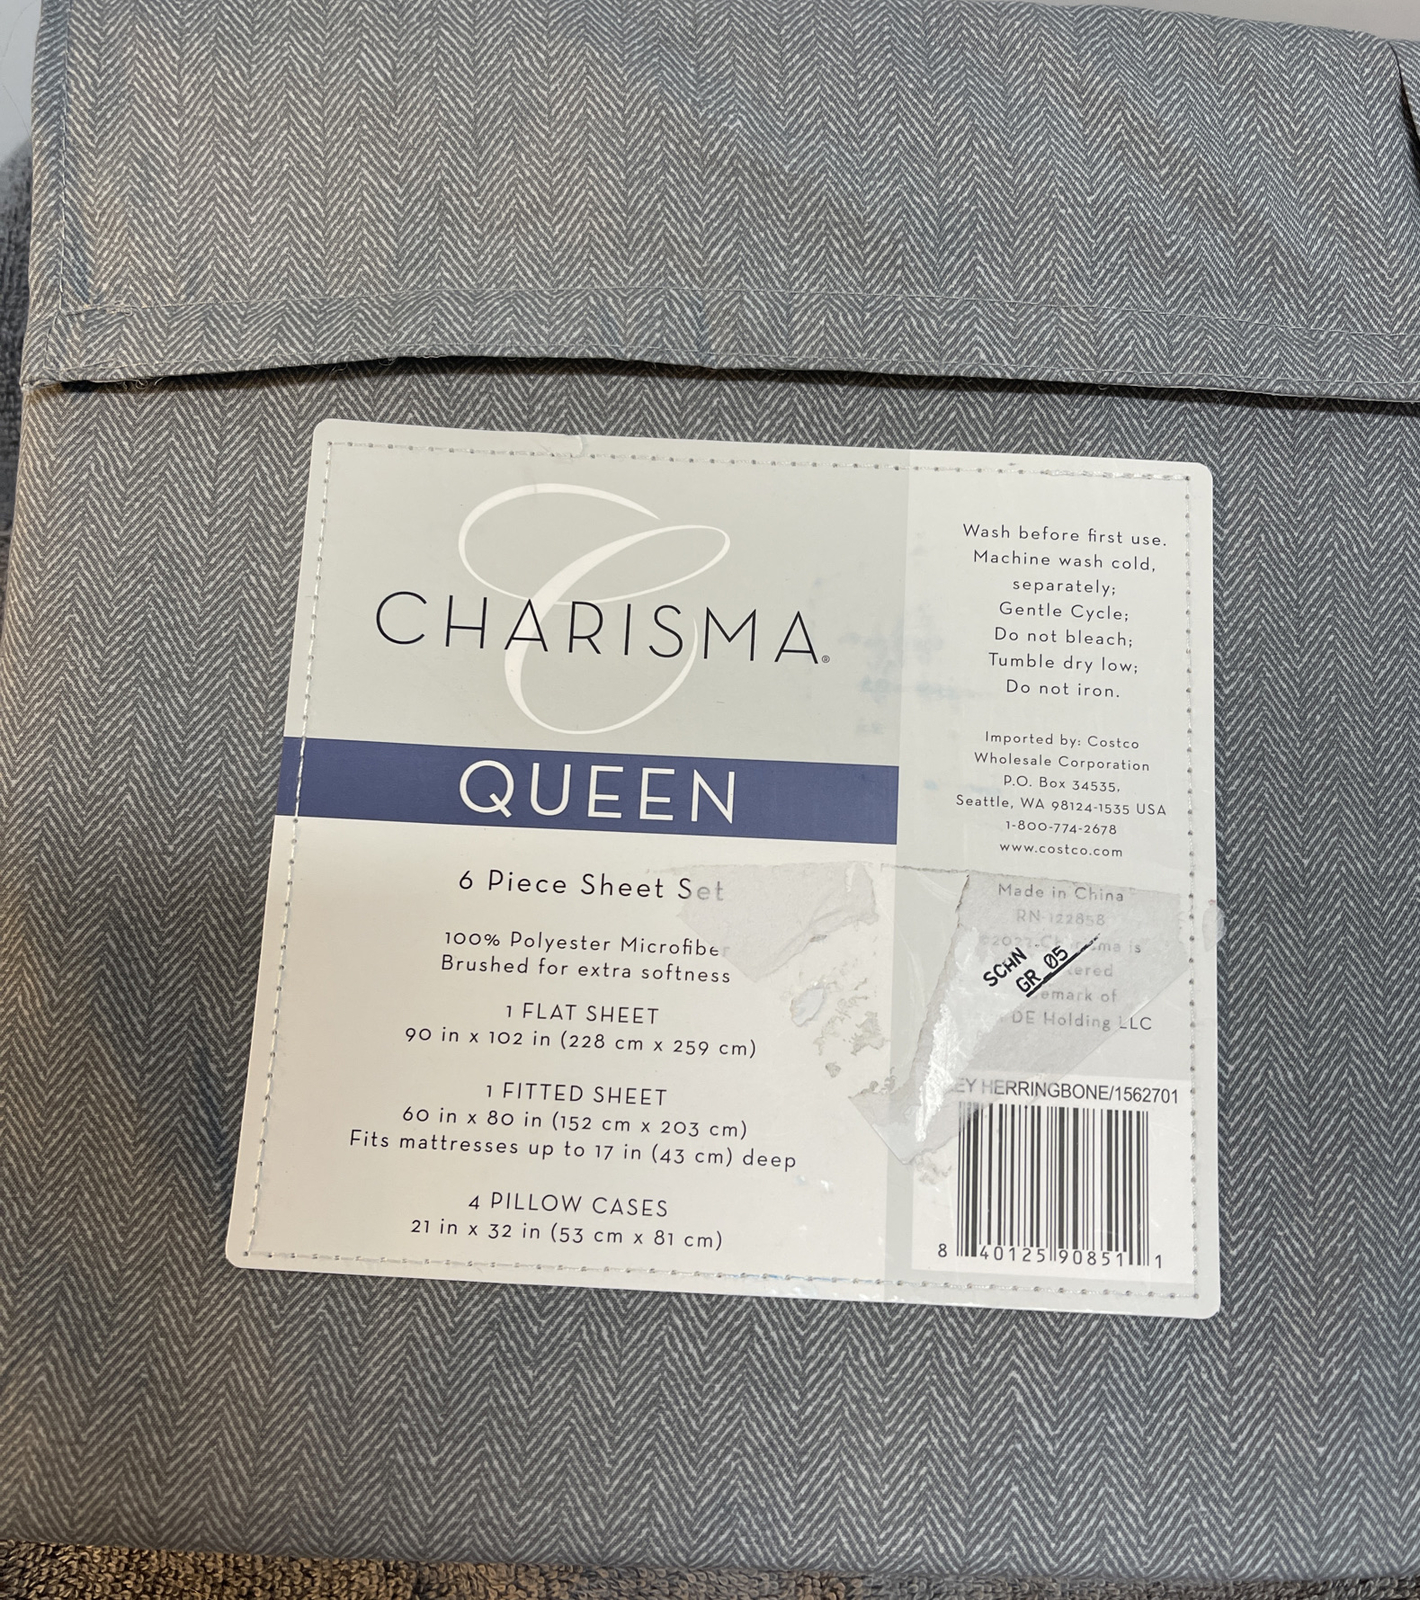 CHARISMA®
QUEEN
6 Piece Sheet Set
100% Polyester Microfiber
Brushed for extra softness
1 FLAT SHEET
90 in x 102 in (228 cm x 259 cm)
1 FITTED SHEET
60 in x 80 in (152 cm x 203 cm)
Fits mattresses up to 17 in (43 cm) deep
4 PILLOW CASES
21 in x 32 in (53 cm x 81 cm)
Wash before first use.
Machine wash cold,
separately;
Gentle Cycle;
Do not bleach;
Tumble dry low;
Do not iron.
Imported by: Costco
Wholesale Corporation
P.O. Box 34535,
Seattle, WA 98124-1535 USA
1-800-774-2678
www.costco.com
Made in China
RN 122858
is
SCHN
GR 05
of
DE Holding LLC
HERRINGBONE/1562701
8 40125 90851 1